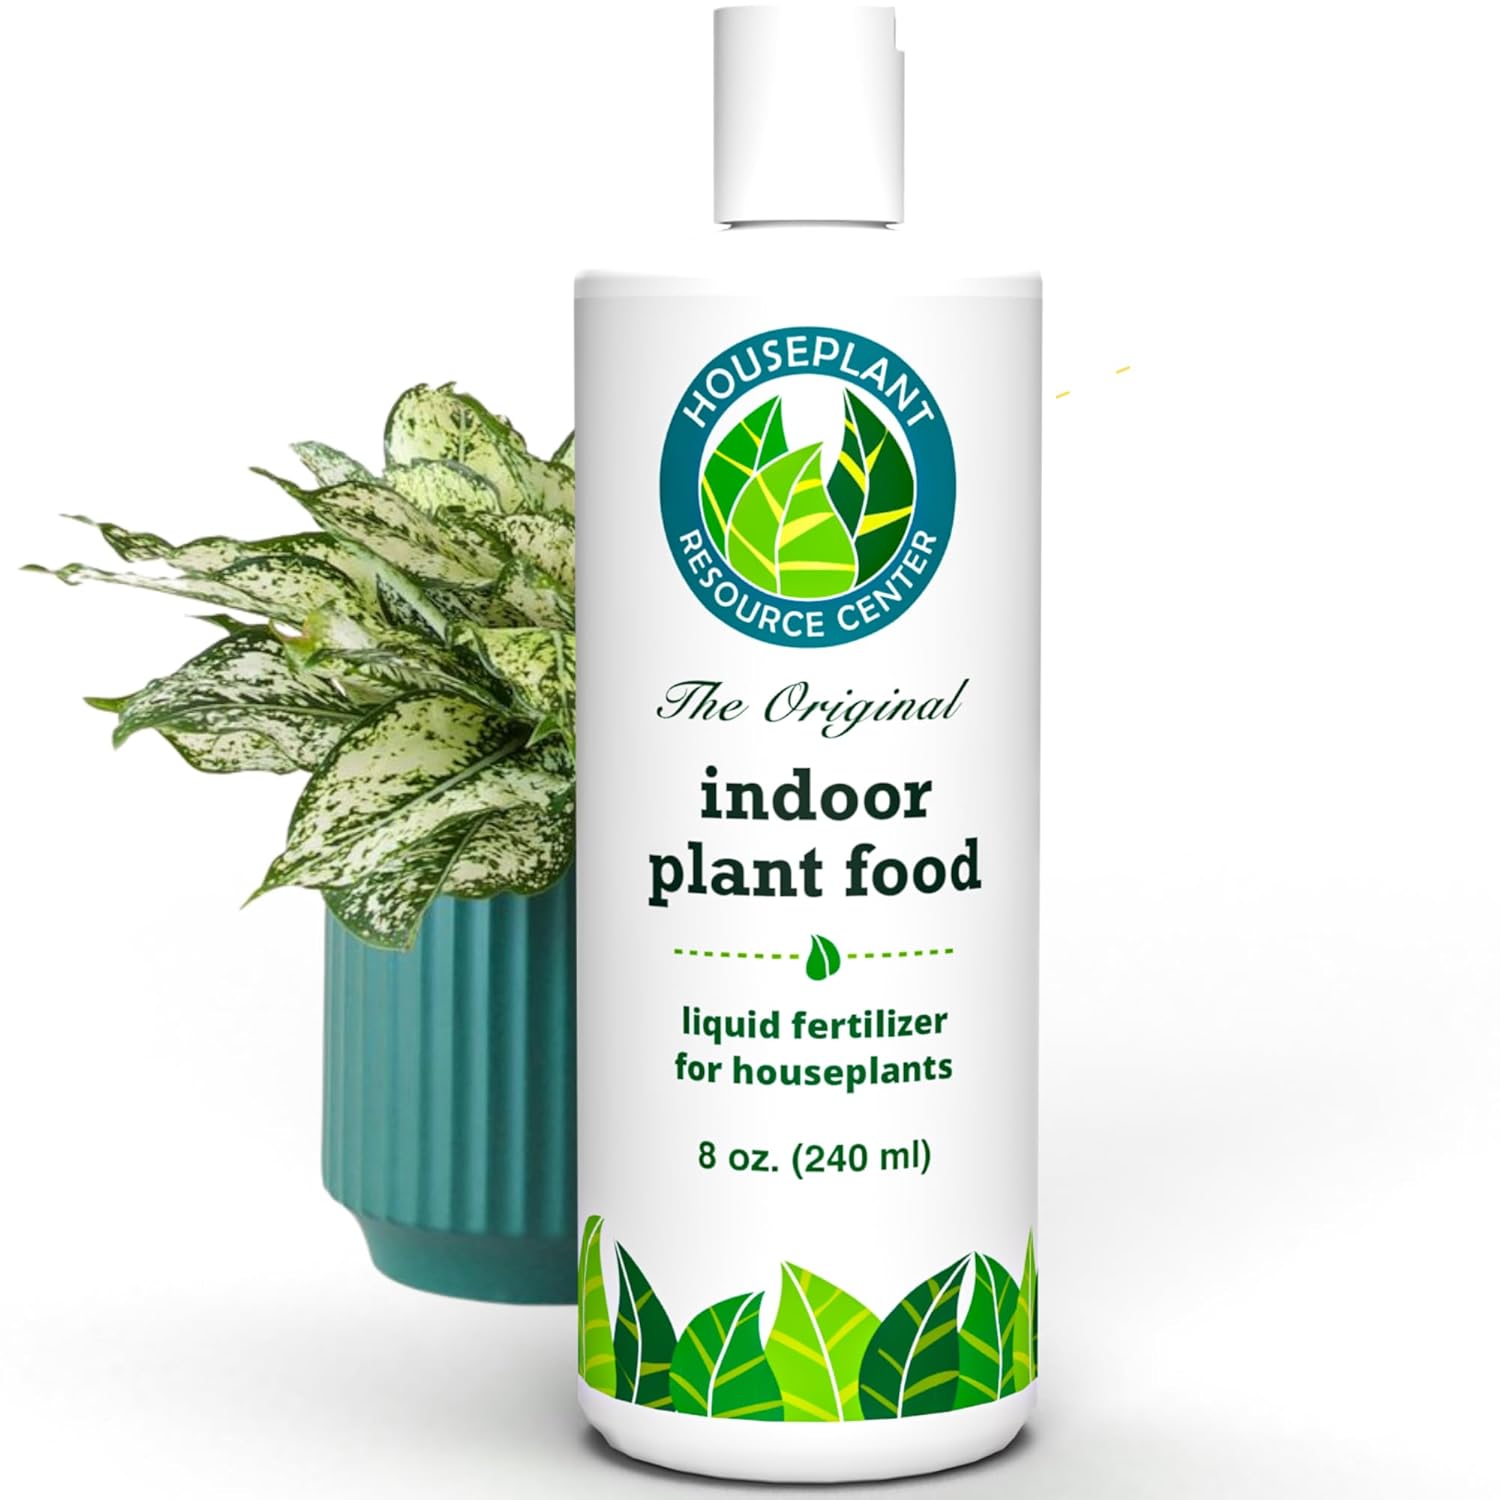 HOUSEPLANT
RESOURCE CENTER
The Original
indoor
plant food
liquid fertilizer
for houseplants
8 oz. (240 ml)